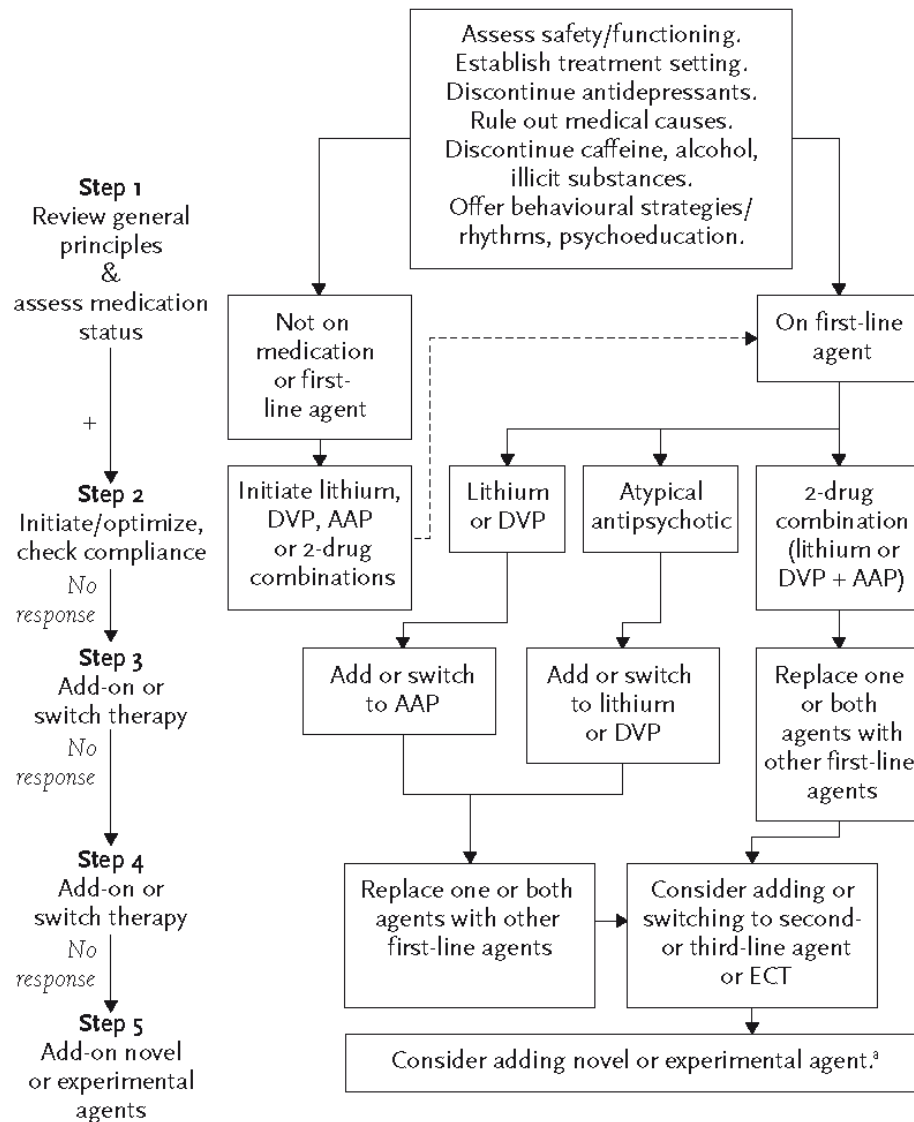 Assess safety/functioning.
Establish treatment setting.
Discontinue antidepressants.
Rule out medical causes.
Discontinue caffeine, alcohol,
illicit substances.
Offer behavioural strategies/
rhythms, psychoeducation.
Step 1
Review general
principles
&
assess medication
status
Not on
medication
or first-
line agent
On first-line
agent
+
Step 2
Initiate/optimize,
check compliance
Initiate lithium,
DVP, AAP
or 2-drug
combinations
Lithium
or DVP
Atypical
antipsychotic
2-drug
combination
(lithium or
DVP + AAP)
No
response
Step 3
Add-on or
switch therapy
Add or switch
to AAP
Add or switch
to lithium
or DVP
Replace one
or both
agents with
other first-line
agents
No
response
Step 4
Add-on or
switch therapy
Replace one or both
agents with other
first-line agents
Consider adding or
switching to second-
or third-line agent
or ECT
No
response
Step 5
Add-on novel
or experimental
agents
Consider adding novel or experimental agent.ᵃ